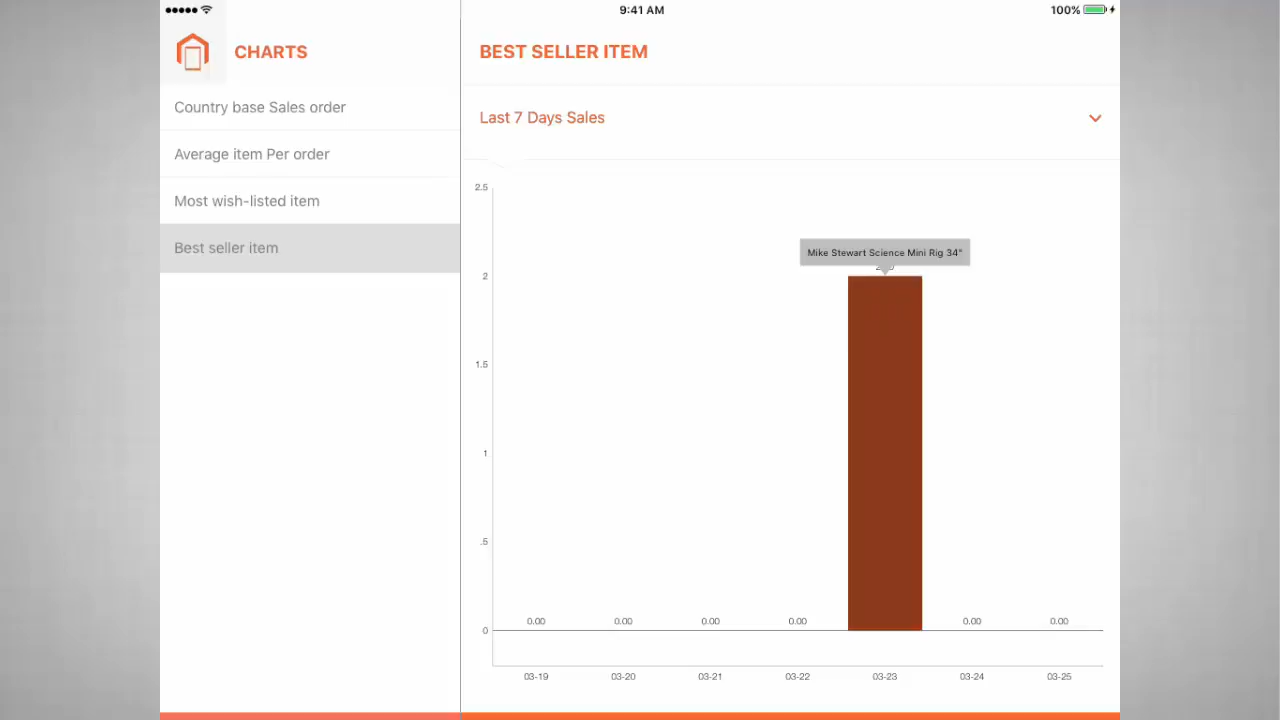 9:41 AM
100%
CHARTS
Country base Sales order
Average item Per order
Most wish-listed item
Best seller item
BEST SELLER ITEM
Last 7 Days Sales
2.5
2
1.5
1
.5
0
Mike Stewart Science Mini Rig 34"
0.00 0.00 0.00 0.00 0.00 0.00
03-19 03-20 03-21 03-22 03-23 03-24 03-25